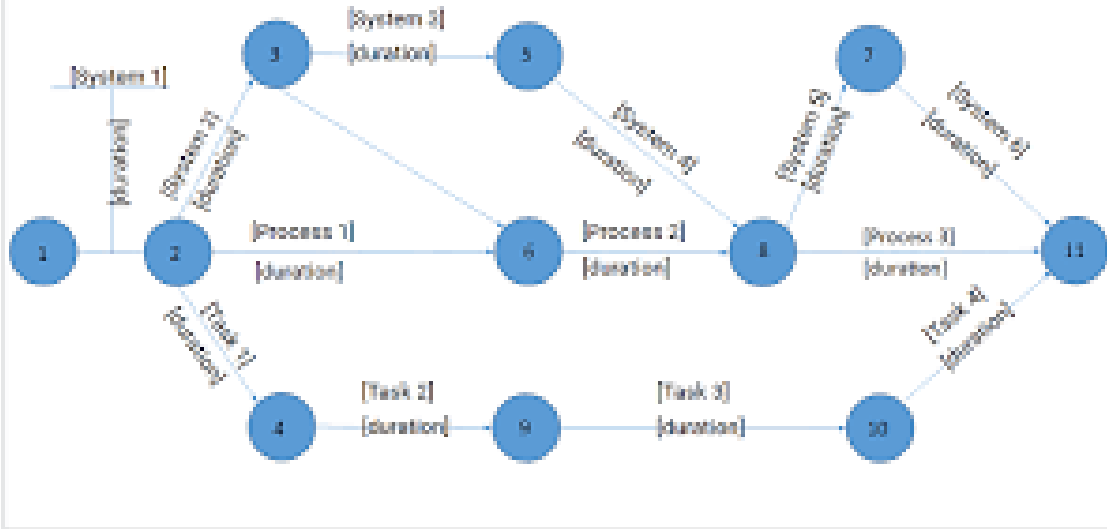 [System 3]
[duration]
[System 1]
[duration]
[System 2]
[duration]
3
5
7
[System 4]
[duration]
[System 5]
[duration]
[System 6]
[duration]
1
2
[Process 1]
[duration]
6
[Process 2]
[duration]
8
[Process 3]
[duration]
11
[Task 1]
[duration]
4
[Task 2]
[duration]
9
[Task 3]
[duration]
10
[Task 4]
[duration]